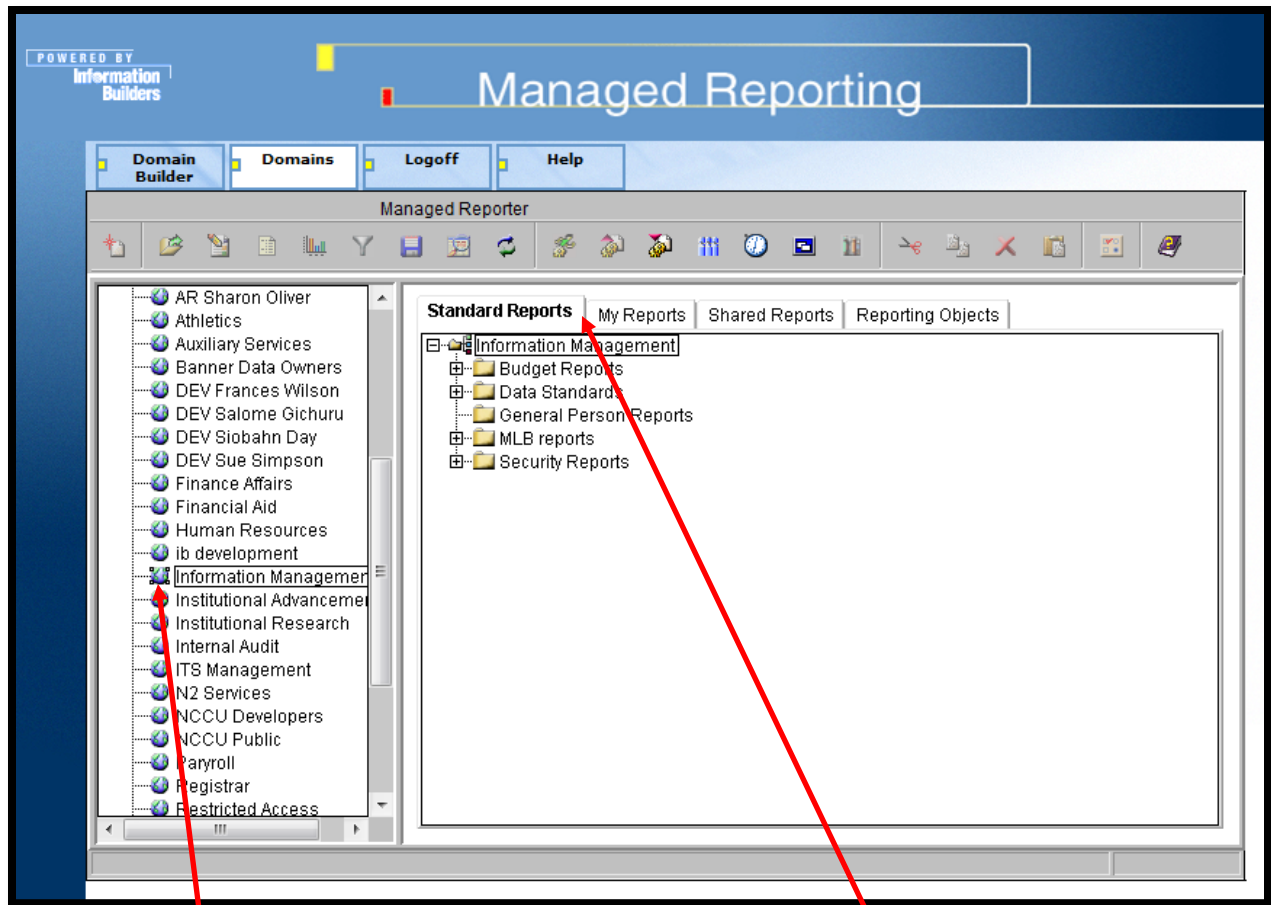 POWERED BY
Information
Builders
Managed Reporting
Domain
Builder
Domains
Logoff
Help
Managed Reporter
AR Sharon Oliver
Athletics
Auxiliary Services
Banner Data Owners
DEV Frances Wilson
DEV Salome Gichuru
DEV Siobahn Day
DEV Sue Simpson
Finance Affairs
Financial Aid
Human Resources
ib development
Information Managemen
Institutional Advancemen
Institutional Research
Internal Audit
ITS Management
N2 Services
NCCU Developers
NCCU Public
Paryroll
Registrar
Restricted Access
Standard Reports
My Reports
Shared Reports
Reporting Objects
Information Management
Budget Reports
Data Standards
General Person Reports
MLB reports
Security Reports